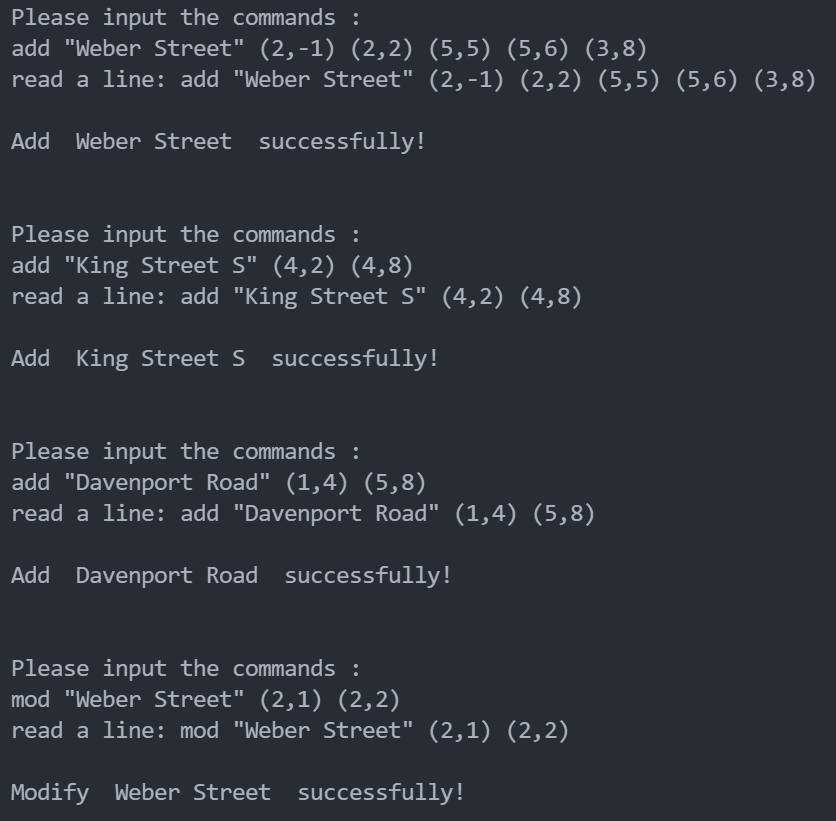 Please input the commands :
add "Weber Street" (2,-1) (2,2) (5,5) (5,6) (3,8)
read a line: add "Weber Street" (2,-1) (2,2) (5,5) (5,6) (3,8)
Add  Weber Street  successfully!
Please input the commands :
add "King Street S" (4,2) (4,8)
read a line: add "King Street S" (4,2) (4,8)
Add  King Street S  successfully!
Please input the commands :
add "Davenport Road" (1,4) (5,8)
read a line: add "Davenport Road" (1,4) (5,8)
Add  Davenport Road  successfully!
Please input the commands :
mod "Weber Street" (2,1) (2,2)
read a line: mod "Weber Street" (2,1) (2,2)
Modify  Weber Street  successfully!